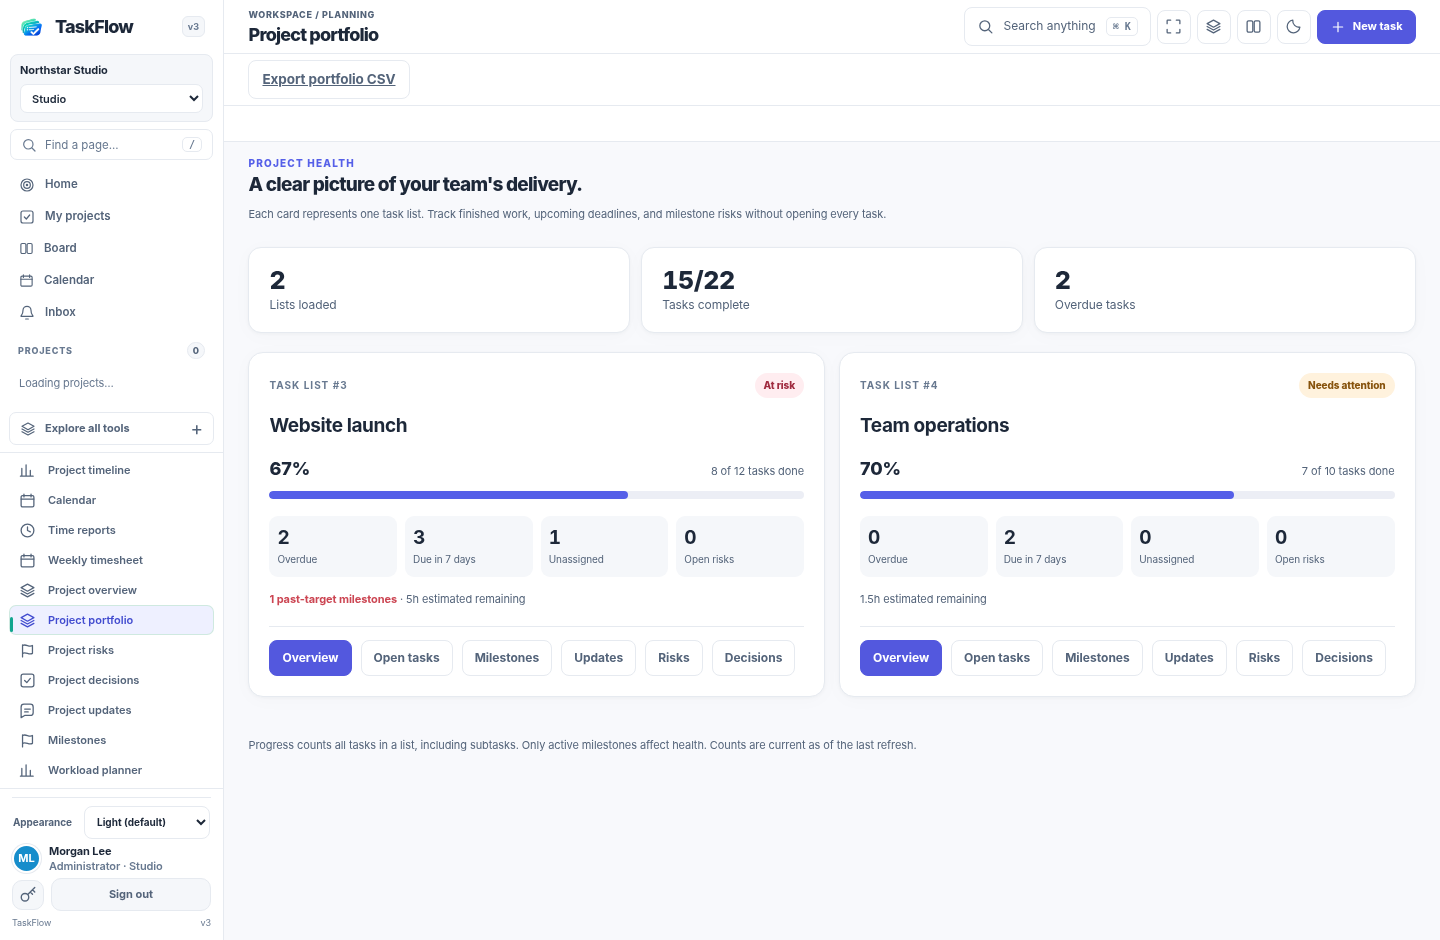 TaskFlow
v3
Northstar Studio
Studio
Find a page...
/
Home
My projects
Board
Calendar
Inbox
PROJECTS
0
Loading projects...
Explore all tools
+
Project timeline
Calendar
Time reports
Weekly timesheet
Project overview
Project portfolio
Project risks
Project decisions
Project updates
Milestones
Workload planner
Appearance
Light (default)
ML
Morgan Lee
Administrator · Studio
Sign out
TaskFlow
v3
WORKSPACE / PLANNING
Project portfolio
Search anything
⌘ K
+ New task
Export portfolio CSV
PROJECT HEALTH
A clear picture of your team's delivery.
Each card represents one task list. Track finished work, upcoming deadlines, and milestone risks without opening every task.
2
Lists loaded
15/22
Tasks complete
2
Overdue tasks
TASK LIST #3
At risk
Website launch
67%
8 of 12 tasks done
2
Overdue
3
Due in 7 days
1
Unassigned
0
Open risks
1 past-target milestones · 5h estimated remaining
Overview
Open tasks
Milestones
Updates
Risks
Decisions
TASK LIST #4
Needs attention
Team operations
70%
7 of 10 tasks done
0
Overdue
2
Due in 7 days
0
Unassigned
0
Open risks
1.5h estimated remaining
Overview
Open tasks
Milestones
Updates
Risks
Decisions
Progress counts all tasks in a list, including subtasks. Only active milestones affect health. Counts are current as of the last refresh.